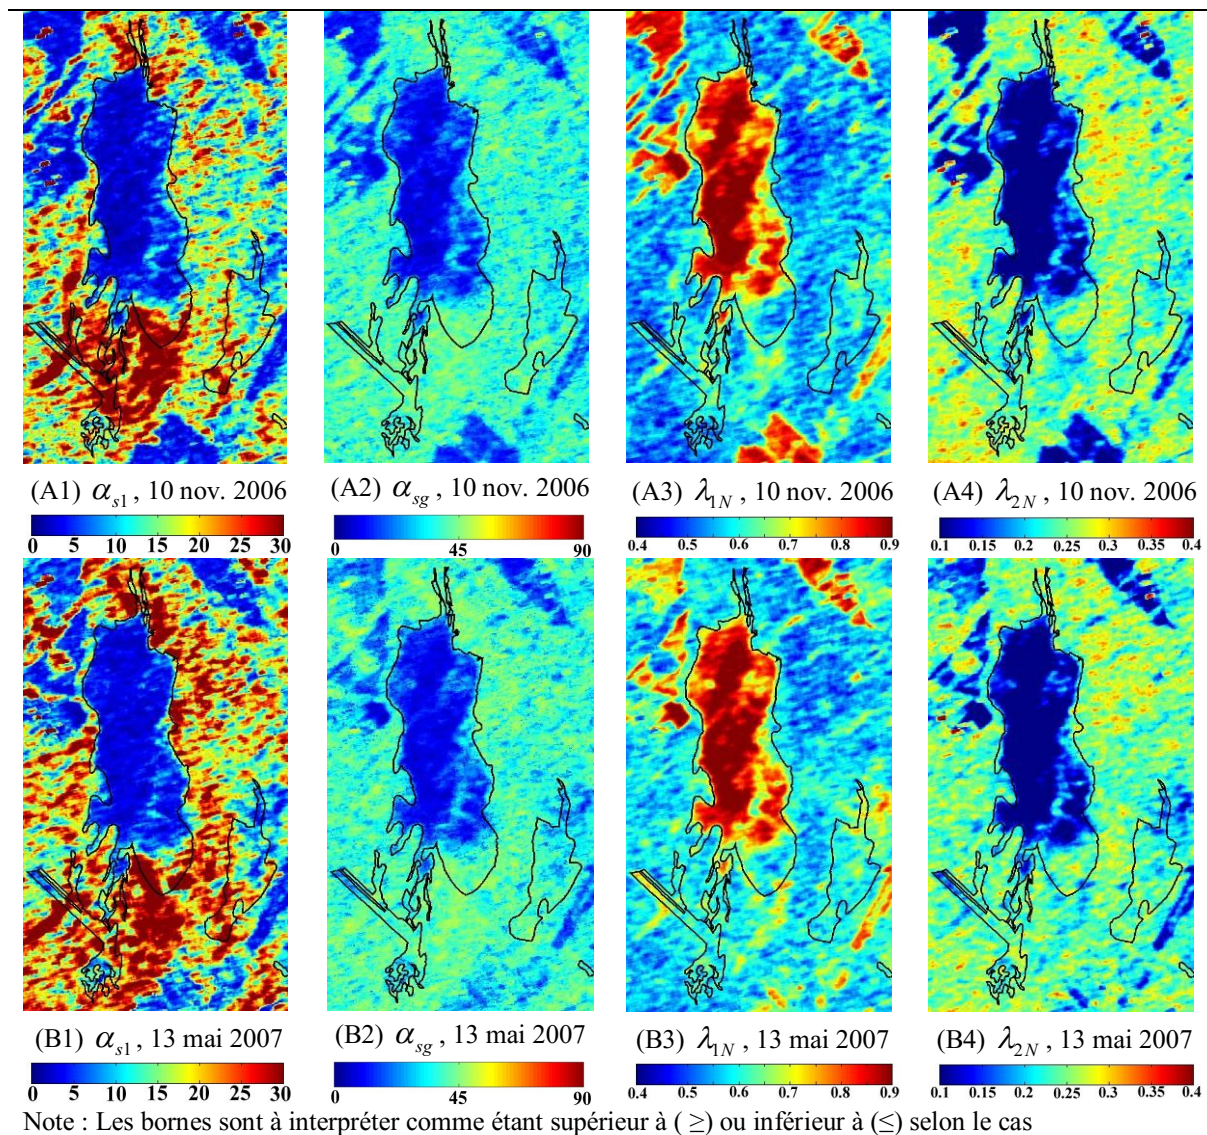 (A1) αs1 , 10 nov. 2006 (A2) αsg , 10 nov. 2006 (A3) λ1N , 10 nov. 2006 (A4) λ2N , 10 nov. 2006
0 5 10 15 20 25 30 0 45 90 0.4 0.5 0.6 0.7 0.8 0.9 0.1 0.15 0.2 0.25 0.3 0.35 0.4
(B1) αs1 , 13 mai 2007 (B2) αsg , 13 mai 2007 (B3) λ1N , 13 mai 2007 (B4) λ2N , 13 mai 2007
0 5 10 15 20 25 30 0 45 90 0.4 0.5 0.6 0.7 0.8 0.9 0.1 0.15 0.2 0.25 0.3 0.35 0.4
Note : Les bornes sont à interpréter comme étant supérieur à ( ≥) ou inférieur à (≤) selon le cas